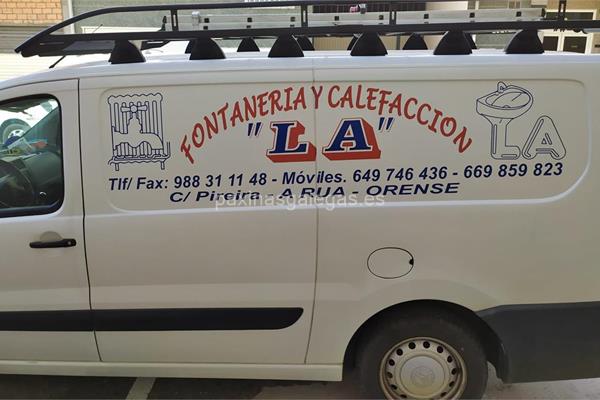 FONTANERIA Y CALEFACCION
"LA"
LA
Tlf/ Fax: 988 31 11 48 - Móviles. 649 746 436 - 669 859 823
C/ Pireira - A RUA - ORENSE
paxinasgalegas.es